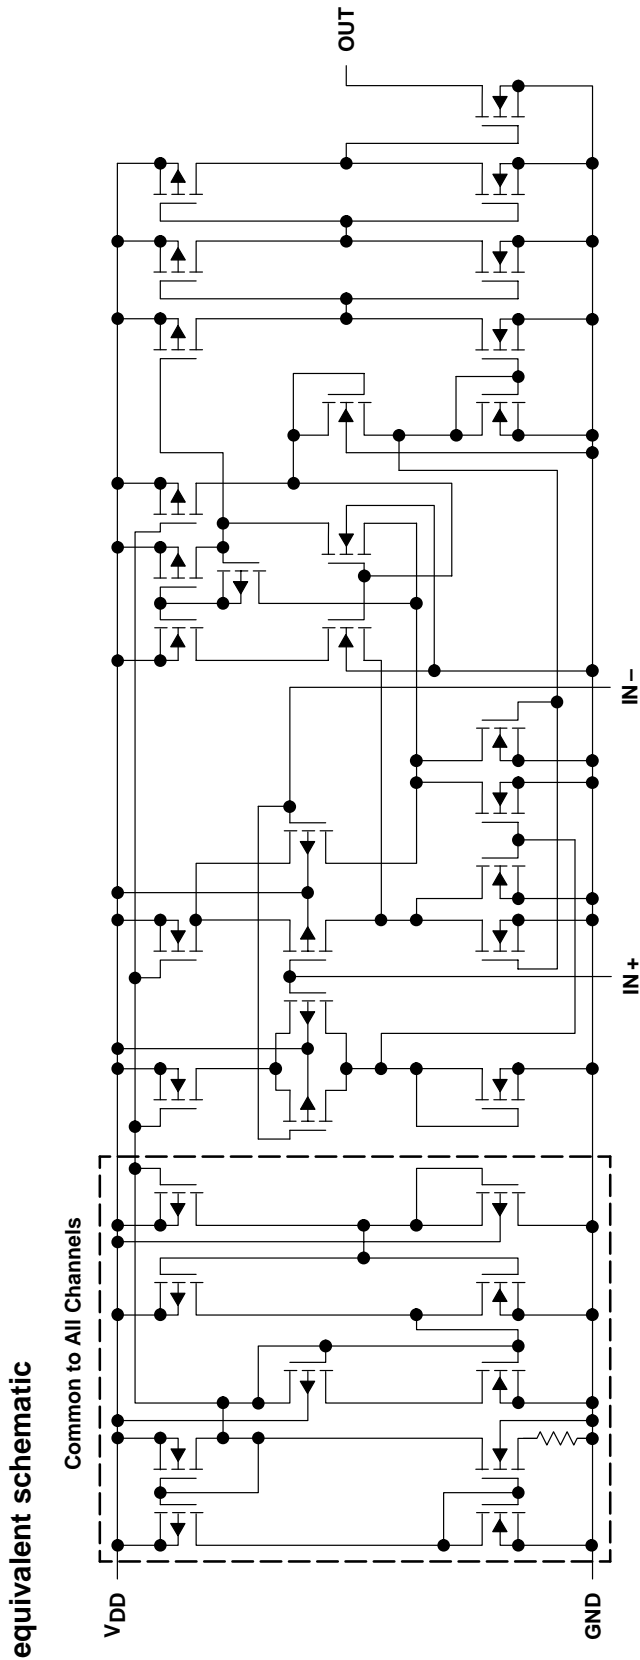 equivalent schematic
Common to All Channels
VDD
OUT
GND
IN+
IN−